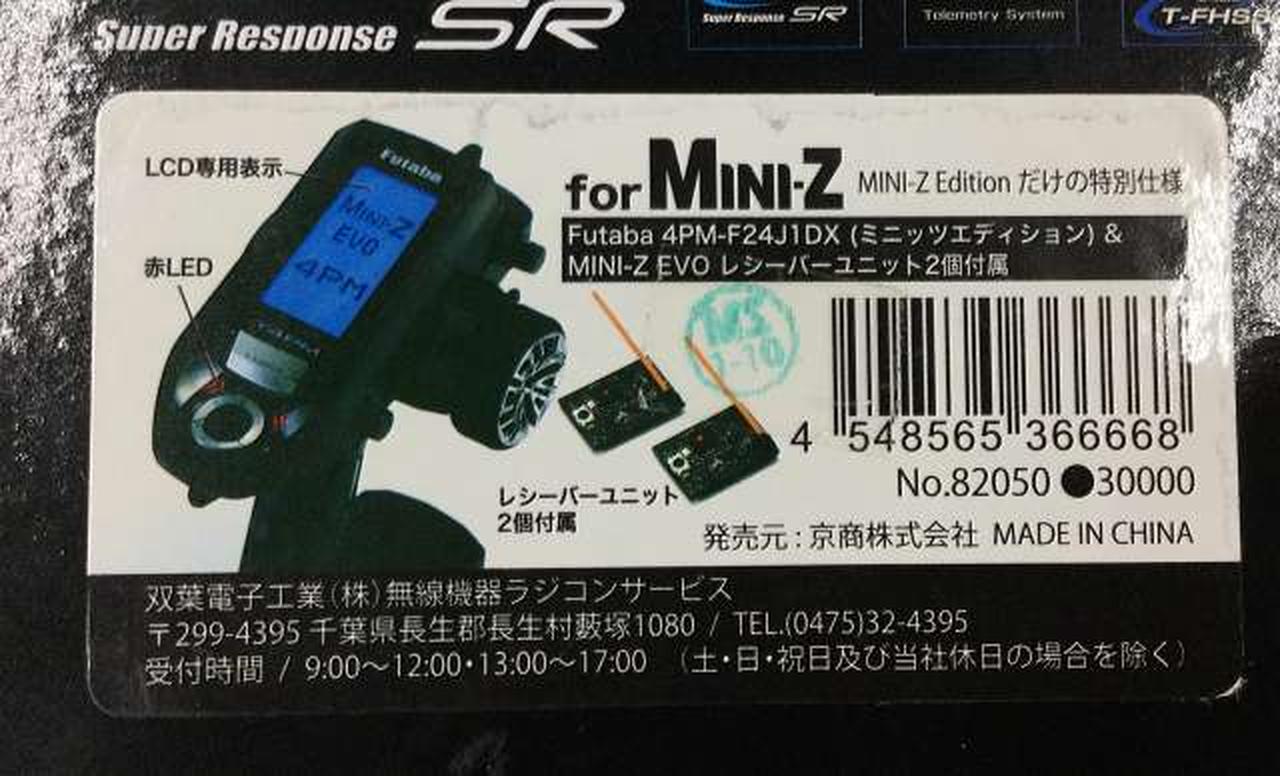 Super Response SR
Super Response SR
Telemetry System
T-FHSS
LCD専用表示
Futaba
MINI-Z
EVO
4PM
赤LED
for MINI-Z MINI-Z Edition だけの特別仕様
Futaba 4PM-F24J1DX (ミニッツエディション) &
MINI-Z EVO レシーバーユニット2個付属
4 548565 366668
No.82050 ●30000
レシーバーユニット
2個付属
発売元 : 京商株式会社 MADE IN CHINA
双葉電子工業(株)無線機器ラジコンサービス
〒299-4395 千葉県長生郡長生村藪塚1080 / TEL.(0475)32-4395
受付時間 / 9:00〜12:00・13:00〜17:00 (土・日・祝日及び当社休日の場合を除く)